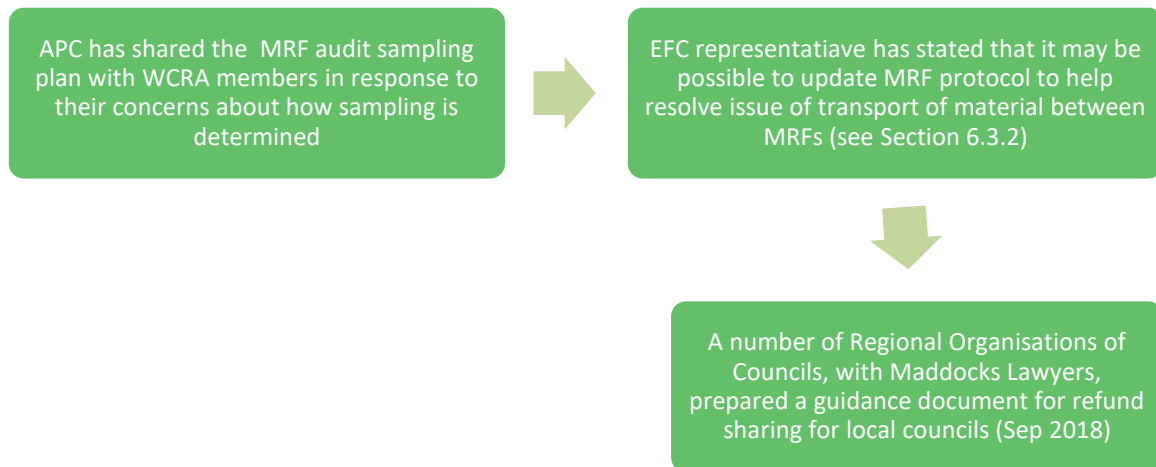 APC has shared the  MRF audit sampling
plan with WCRA members in response to
their concerns about how sampling is
determined
EFC representatiave has stated that it may be
possible to update MRF protocol to help
resolve issue of transport of material between
MRFs (see Section 6.3.2)
A number of Regional Organisations of
Councils, with Maddocks Lawyers,
prepared a guidance document for refund
sharing for local councils (Sep 2018)